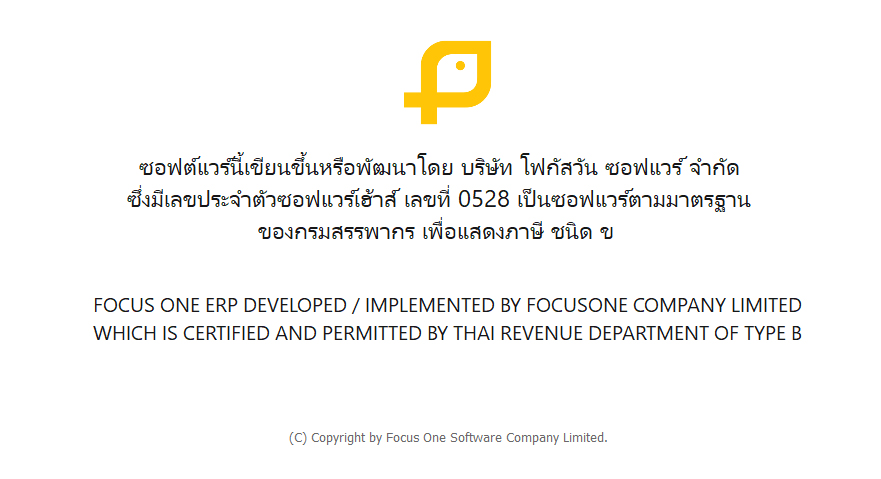 ซอฟต์แวร์นี้เขียนขึ้นหรือพัฒนาโดย บริษัท โฟกัสวัน ซอฟแวร์ จำกัด
ซึ่งมีเลขประจำตัวซอฟแวร์เฮ้าส์ เลขที่ 0528 เป็นซอฟแวร์ตามมาตรฐาน
ของกรมสรรพากร เพื่อแสดงภาษี ชนิด ข
FOCUS ONE ERP DEVELOPED / IMPLEMENTED BY FOCUSONE COMPANY LIMITED
WHICH IS CERTIFIED AND PERMITTED BY THAI REVENUE DEPARTMENT OF TYPE B
(C) Copyright by Focus One Software Company Limited.